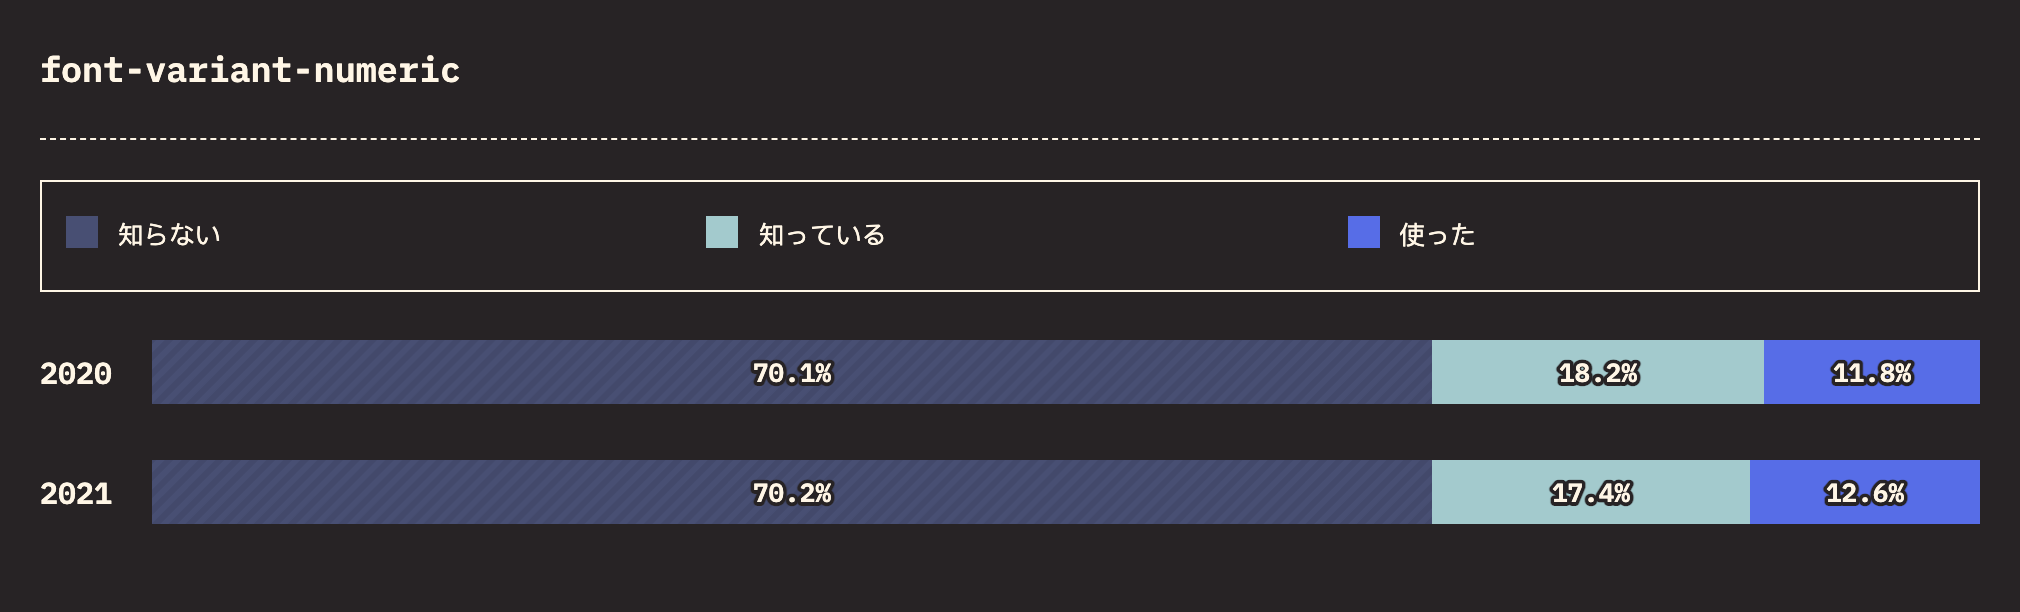 font-variant-numeric
知らない 知っている 使った
2020 70.1% 18.2% 11.8%
2021 70.2% 17.4% 12.6%